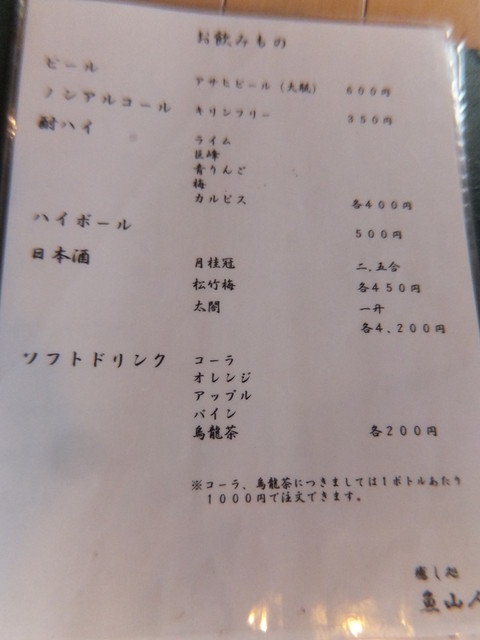 お飲みもの
ビール
アサヒビール（大瓶） 600円
ノンアルコール
キリンフリー 350円
酎ハイ
ライム
巨峰
青りんご
梅
カルピス 各400円
ハイボール 500円
日本酒
月桂冠 二.五合
松竹梅 各450円
太閤 一升
各4,200円
ソフトドリンク コーラ
オレンジ
アップル
パイン
烏龍茶 各200円
※コーラ、烏龍茶につきましては1ボトルあたり
1000円で注文できます。
癒し処
魚山